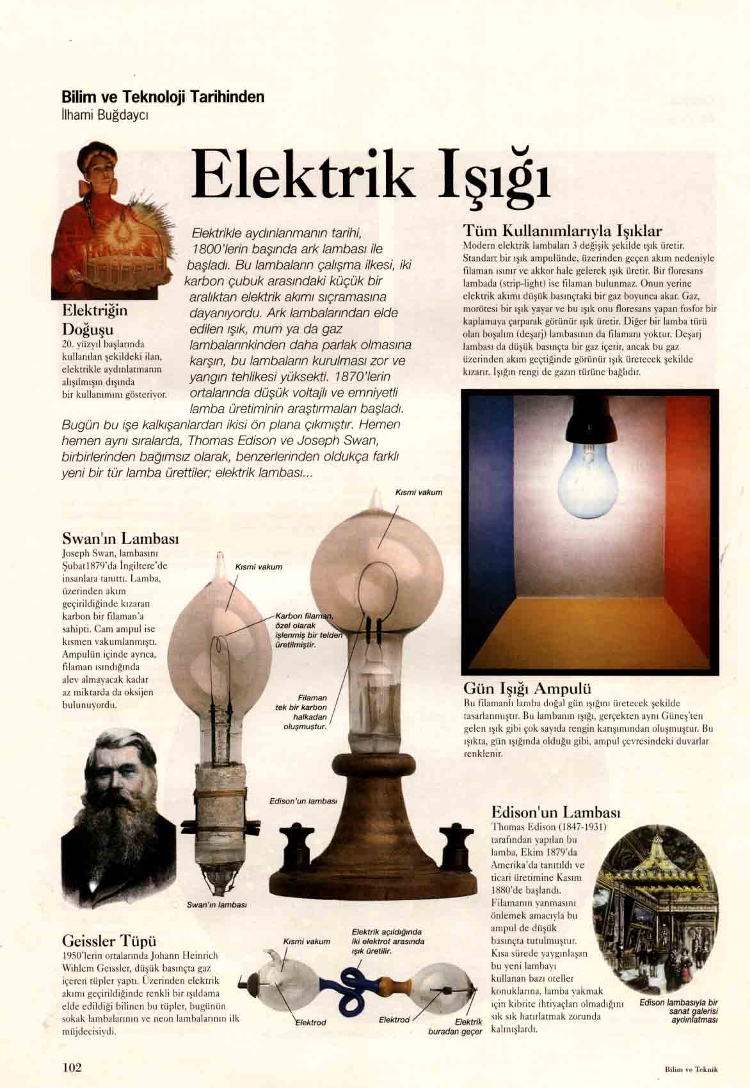 Bilim ve Teknoloji Tarihinden
İlhami Buğdaycı
Elektrik Işığı
Elektriğin
Doğuşu
20. yüzyıl başlarında
kullanılan şekildeki ilan,
elektrikle aydınlatmanın
alışılmışın dışında
bir kullanımını gösteriyor.
Elektrikle aydınlanmanın tarihi,
1800'lerin başında ark lambası ile
başladı. Bu lambaların çalışma ilkesi, iki
karbon çubuk arasındaki küçük bir
aralıktan elektrik akımı sıçramasına
dayanıyordu. Ark lambalarından elde
edilen ışık, mum ya da gaz
lambalarınınkinden daha parlak olmasına
karşın, bu lambaların kurulması zor ve
yangın tehlikesi yüksekti. 1870'lerin
ortalarında düşük voltajlı ve emniyetli
lamba üretiminin araştırmaları başladı.
Bugün bu işe kalkışanlardan ikisi ön plana çıkmıştır. Hemen
hemen aynı sıralarda, Thomas Edison ve Joseph Swan,
birbirlerinden bağımsız olarak, benzerlerinden oldukça farklı
yeni bir tür lamba ürettiler; elektrik lambası...
Tüm Kullanımlarıyla Işıklar
Modern elektrik lambaları 3 değişik şekilde ışık üretir.
Standart bir ışık ampulünde, üzerinden geçen akım nedeniyle
filaman ısınır ve akkor hale gelerek ışık üretir. Bir floresans
lambada (strip-light) ise filaman bulunmaz. Onun yerine
elektrik akımı düşük basınçtaki bir gaz boyunca akar. Gaz,
morötesi bir ışık yayar ve bu ışık onu floresans yapan fosfor bir
kaplamaya çarparak görünür ışık üretir. Diğer bir lamba türü
olan boşalım (deşarj) lambasının da filamanı yoktur. Deşarj
lambası da düşük basınçta bir gaz içerir, ancak bu gaz
üzerinden akım geçtiğinde görünür ışık üretecek şekilde
kızarır. Işığın rengi de gazın türüne bağlıdır.
Swan'ın Lambası
Joseph Swan, lambasını
Şubat1879'da İngiltere'de
insanlara tanıttı. Lamba,
üzerinden akım
geçirildiğinde kızaran
karbon bir filaman'a
sahipti. Cam ampul ise
kısmen vakumlanmıştı.
Ampulün içinde ayrıca,
filaman ısındığında
alev almayacak kadar
az miktarda da oksijen
bulunuyordu.
Kısmi vakum
Kısmi vakum
Karbon filaman,
özel olarak
işlenmiş bir telden
üretilmiştir.
Filaman
tek bir karbon
halkadan
oluşmuştur.
Edison'un lambası
Swan'ın lambası
Gün Işığı Ampulü
Bu filamanlı lamba doğal gün ışığını üretecek şekilde
tasarlanmıştır. Bu lambanın ışığı, gerçekten aynı Güneş'ten
gelen ışık gibi çok sayıda rengin karışımından oluşmuştur. Bu
ışıkta, gün ışığında olduğu gibi, ampul çevresindeki duvarlar
renklenir.
Edison'un Lambası
Thomas Edison (1847-1931)
tarafından yapılan bu
lamba, Ekim 1879'da
Amerika'da tanıtıldı ve
ticari üretimine Kasım
1880'de başlandı.
Filamanın yanmasını
önlemek amacıyla bu
ampul de düşük
basınçta tutulmuştur.
Kısa sürede yaygınlaşan
bu yeni lambayı
kullanan bazı oteller
konuklarına, lamba yakmak
için kibrite ihtiyaçları olmadığını
sık sık hatırlatmak zorunda
kalmışlardı.
Edison lambasıyla bir
sanat galerisi
aydınlatması
Geissler Tüpü
1950'lerin ortalarında Johann Heinrich
Wihlem Geissler, düşük basınçta gaz
içeren tüpler yaptı. Üzerinden elektrik
akımı geçirildiğinde renkli bir ışıldama
elde edildiği bilinen bu tüpler, bugünün
sokak lambalarının ve neon lambalarının ilk
müjdecisiydi.
Kısmi vakum
Elektrik açıldığında
iki elektrot arasında
ışık üretilir.
Elektrod
Elektrod
Elektrik
buradan geçer
102
Bilim ve Teknik